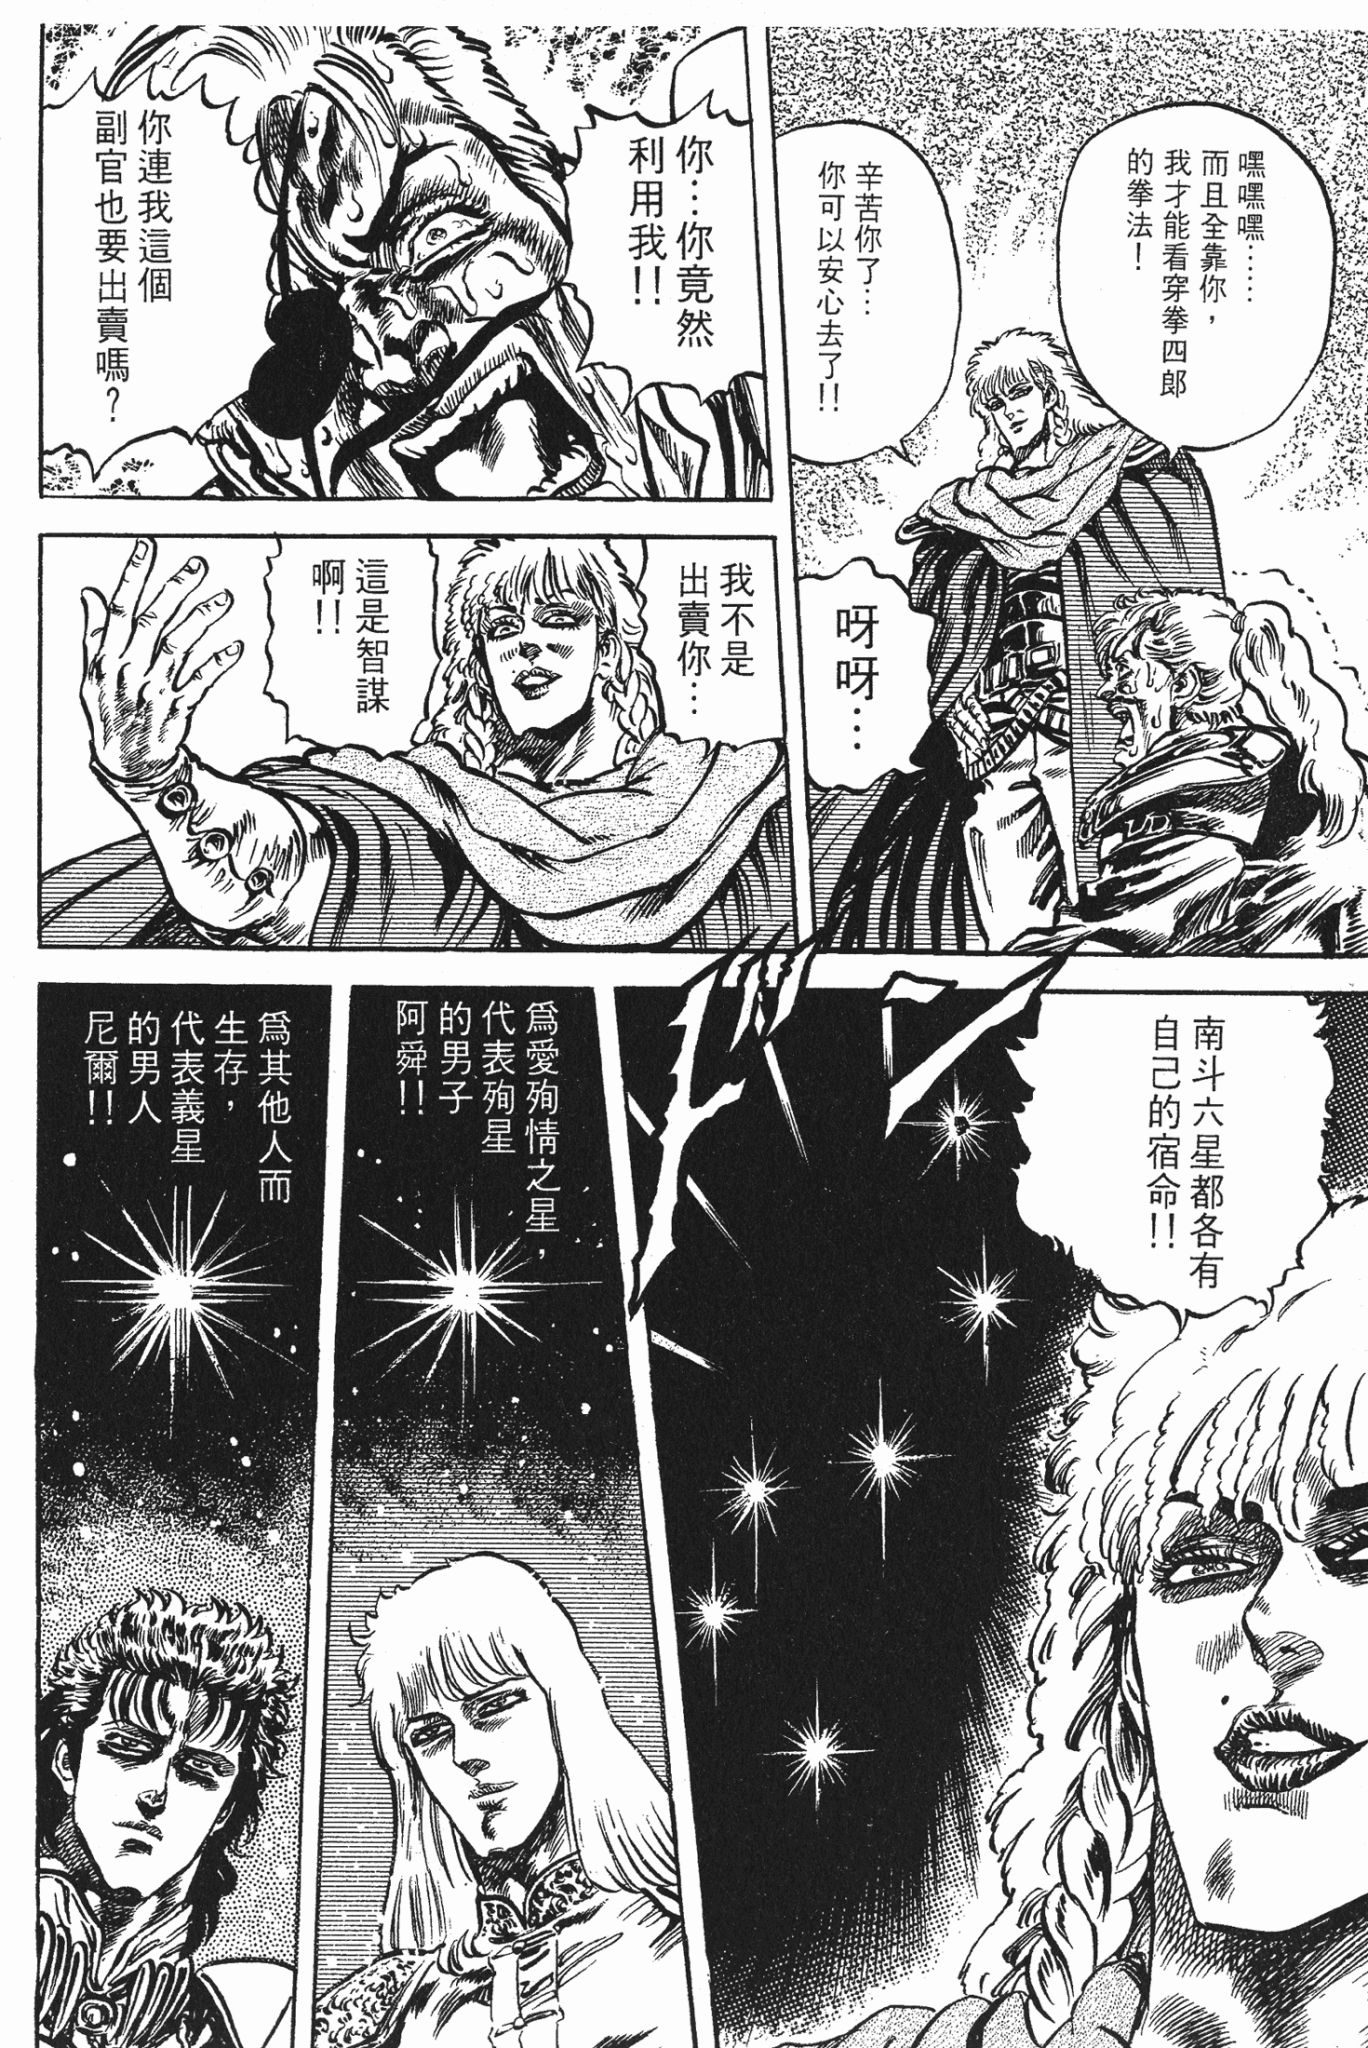 嘿嘿嘿……
而且全靠你，
我才能看穿拳四郎
的拳法！
辛苦你了…
你可以安心去了!!
呀呀…
你…你竟然
利用我!!
你連我這個
副官也要出賣嗎？
我不是
出賣你…
這是智謀
啊!!
南斗六星都各有
自己的宿命!!
為愛殉情之星，
代表殉星
的男子
阿舜!!
為其他人而
生存，
代表義星
的男人
尼爾!!